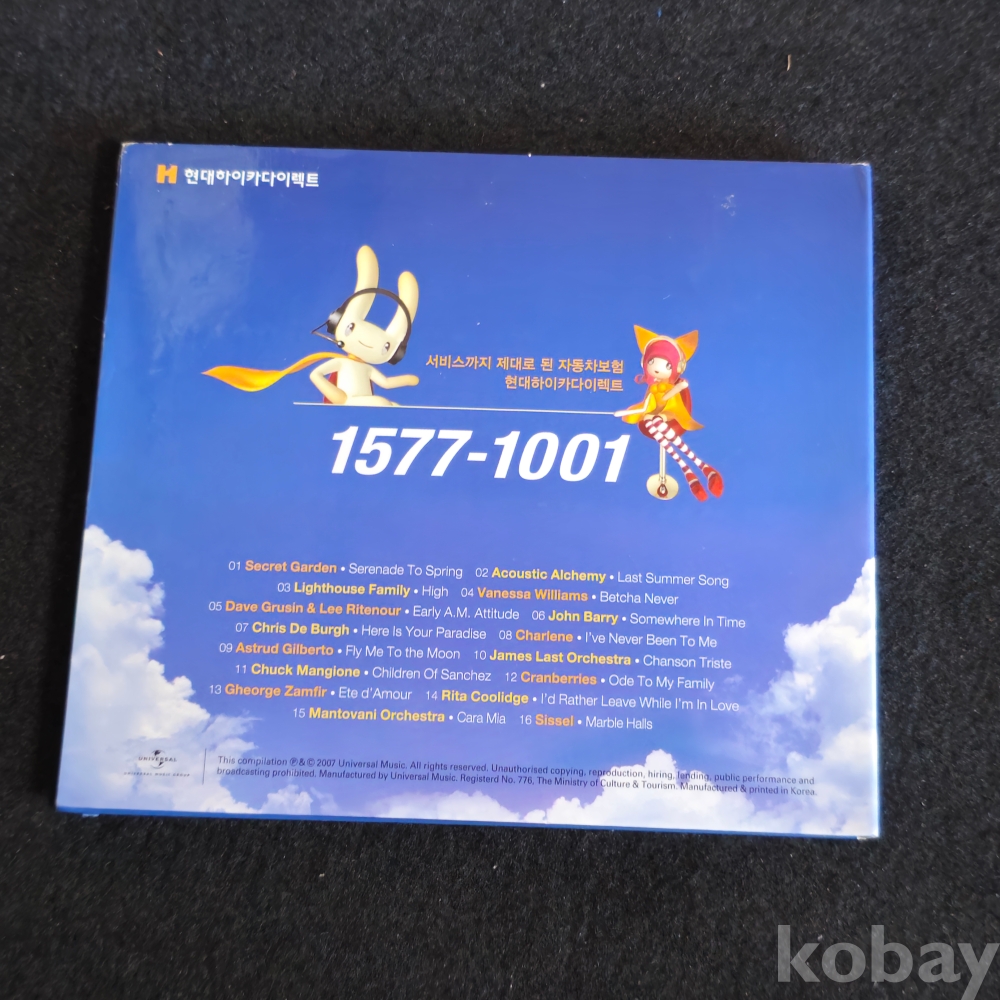 H 현대하이카다이렉트
서비스까지 제대로 된 자동차보험
현대하이카다이렉트
1577-1001
01 Secret Garden • Serenade To Spring 02 Acoustic Alchemy • Last Summer Song
03 Lighthouse Family • High 04 Vanessa Williams • Betcha Never
05 Dave Grusin & Lee Ritenour • Early A.M. Attitude 06 John Barry • Somewhere In Time
07 Chris De Burgh • Here Is Your Paradise 08 Charlene • I've Never Been To Me
09 Astrud Gilberto • Fly Me To the Moon 10 James Last Orchestra • Chanson Triste
11 Chuck Mangione • Children Of Sanchez 12 Cranberries • Ode To My Family
13 Gheorge Zamfir • Ete d'Amour 14 Rita Coolidge • I'd Rather Leave While I'm In Love
15 Mantovani Orchestra • Cara Mia 16 Sissel • Marble Halls
UNIVERSAL
UNIVERSAL MUSIC GROUP
This compilation ℗&© 2007 Universal Music. All rights reserved. Unauthorised copying, reproduction, hiring, lending, public performance and
broadcasting prohibited. Manufactured by Universal Music. Registerd No. 776, The Ministry of Culture & Tourism. Manufactured & printed in Korea.
kobay